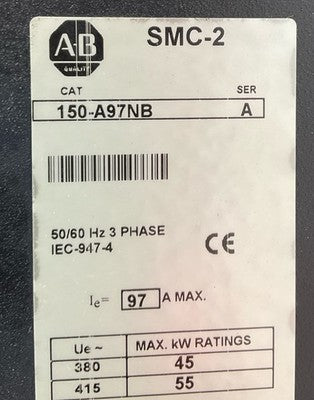 A-B
QUALITY
SMC-2
CAT SER
150-A97NB A
50/60 Hz 3 PHASE
IEC-947-4
CE
Ie= 97 A MAX.
Ue ~ MAX. kW RATINGS
380 45
415 55